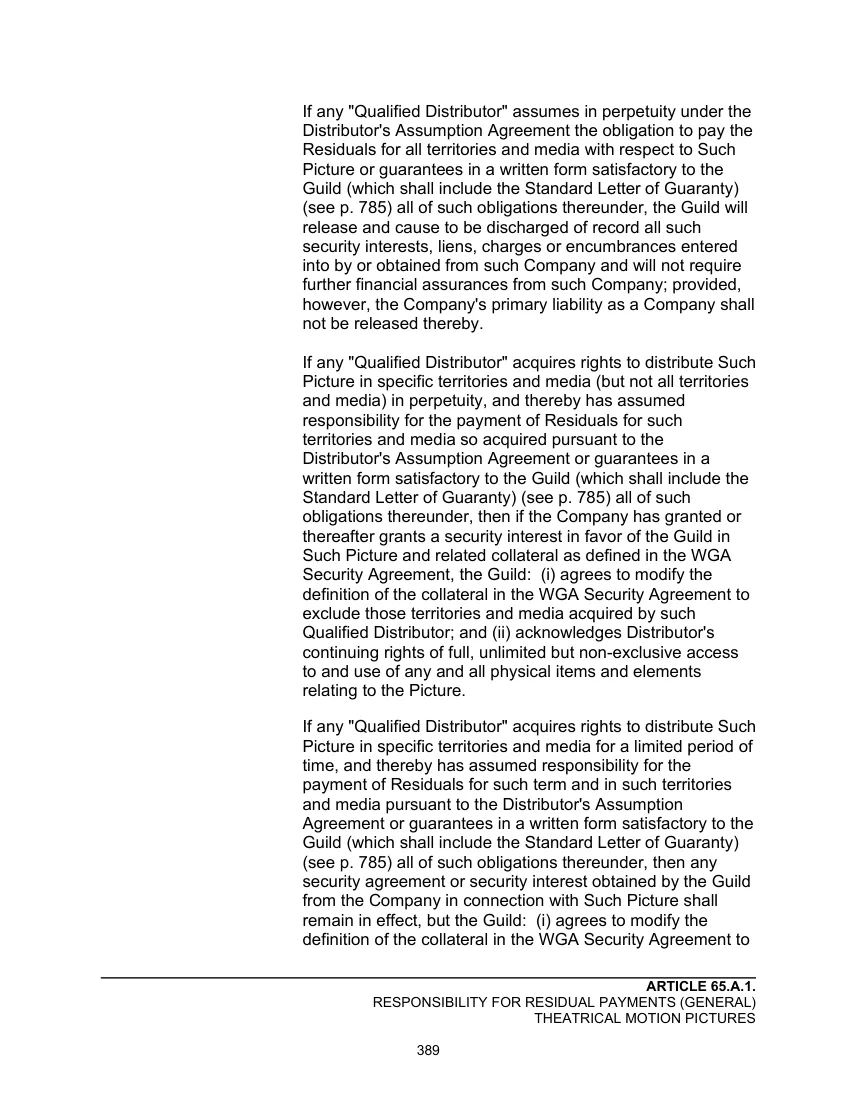 If any "Qualified Distributor" assumes in perpetuity under the
Distributor's Assumption Agreement the obligation to pay the
Residuals for all territories and media with respect to Such
Picture or guarantees in a written form satisfactory to the
Guild (which shall include the Standard Letter of Guaranty)
(see p. 785) all of such obligations thereunder, the Guild will
release and cause to be discharged of record all such
security interests, liens, charges or encumbrances entered
into by or obtained from such Company and will not require
further financial assurances from such Company; provided,
however, the Company's primary liability as a Company shall
not be released thereby.
If any "Qualified Distributor" acquires rights to distribute Such
Picture in specific territories and media (but not all territories
and media) in perpetuity, and thereby has assumed
responsibility for the payment of Residuals for such
territories and media so acquired pursuant to the
Distributor's Assumption Agreement or guarantees in a
written form satisfactory to the Guild (which shall include the
Standard Letter of Guaranty) (see p. 785) all of such
obligations thereunder, then if the Company has granted or
thereafter grants a security interest in favor of the Guild in
Such Picture and related collateral as defined in the WGA
Security Agreement, the Guild:  (i) agrees to modify the
definition of the collateral in the WGA Security Agreement to
exclude those territories and media acquired by such
Qualified Distributor; and (ii) acknowledges Distributor's
continuing rights of full, unlimited but non-exclusive access
to and use of any and all physical items and elements
relating to the Picture.
If any "Qualified Distributor" acquires rights to distribute Such
Picture in specific territories and media for a limited period of
time, and thereby has assumed responsibility for the
payment of Residuals for such term and in such territories
and media pursuant to the Distributor's Assumption
Agreement or guarantees in a written form satisfactory to the
Guild (which shall include the Standard Letter of Guaranty)
(see p. 785) all of such obligations thereunder, then any
security agreement or security interest obtained by the Guild
from the Company in connection with Such Picture shall
remain in effect, but the Guild:  (i) agrees to modify the
definition of the collateral in the WGA Security Agreement to
ARTICLE 65.A.1.
RESPONSIBILITY FOR RESIDUAL PAYMENTS (GENERAL)
THEATRICAL MOTION PICTURES
389